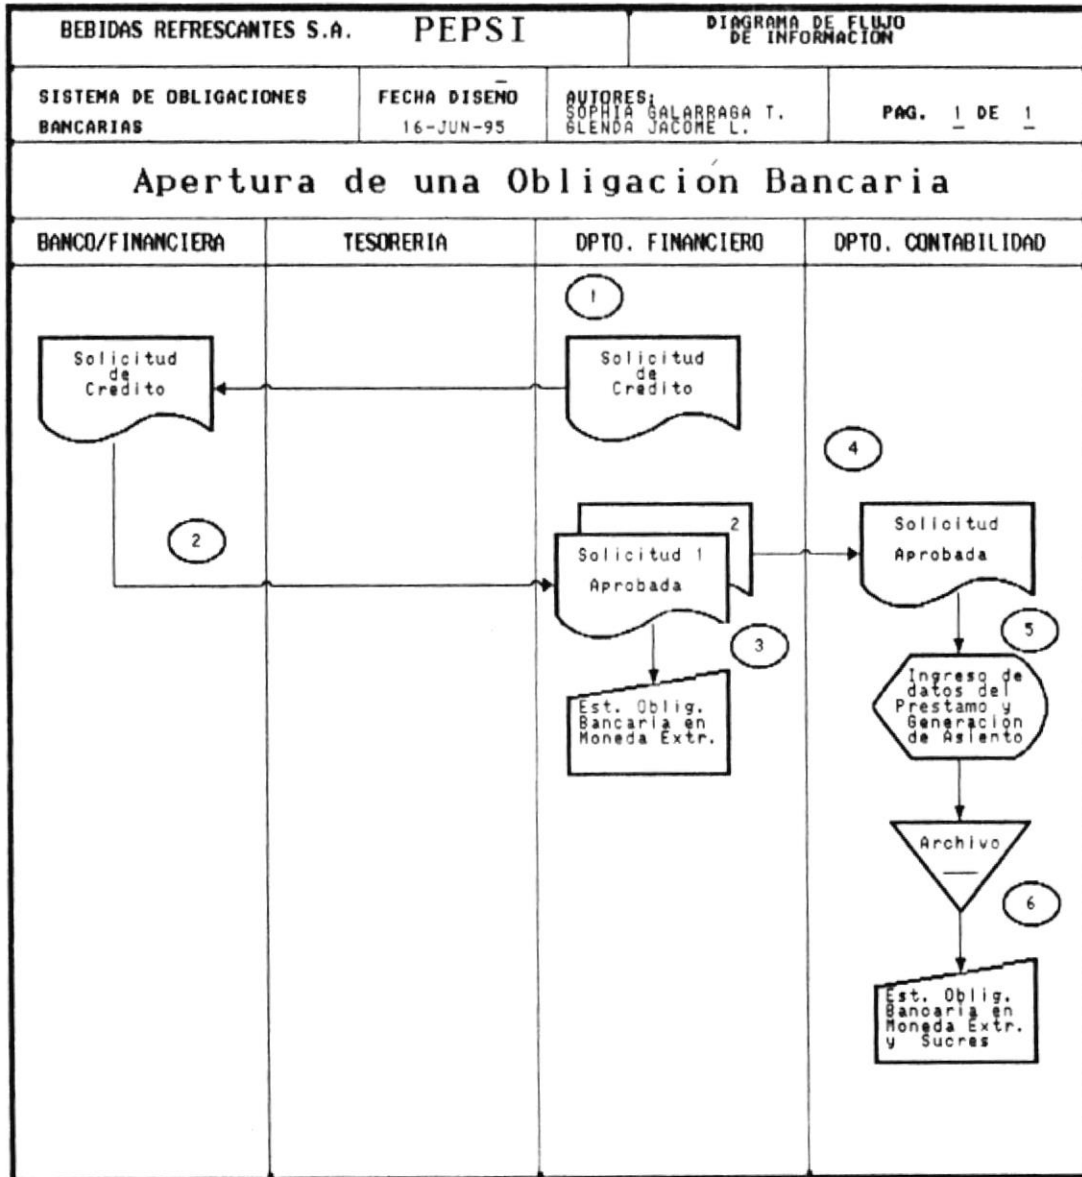 BEBIDAS REFRESCANTES S.A.
PEPSI
DIAGRAMA DE FLUJO
DE INFORMACION
SISTEMA DE OBLIGACIONES
BANCARIAS
FECHA DISEÑO
16-JUN-95
AUTORES:
SOPHIA GALARRAGA T.
GLENDA JACOME L.
PAG. 1 DE 1
Apertura de una Obligación Bancaria
BANCO/FINANCIERA
TESORERIA
DPTO. FINANCIERO
DPTO. CONTABILIDAD
1
Solicitud
de
Credito
Solicitud
de
Credito
4
2
2
Solicitud 1
Aprobada
Solicitud
Aprobada
3
5
Est. Oblig.
Bancaria en
Moneda Extr.
Ingreso de
datos del
Prestamo y
Generacion
de Asiento
Archivo
6
Est. Oblig.
Bancaria en
Moneda Extr.
y Sucres